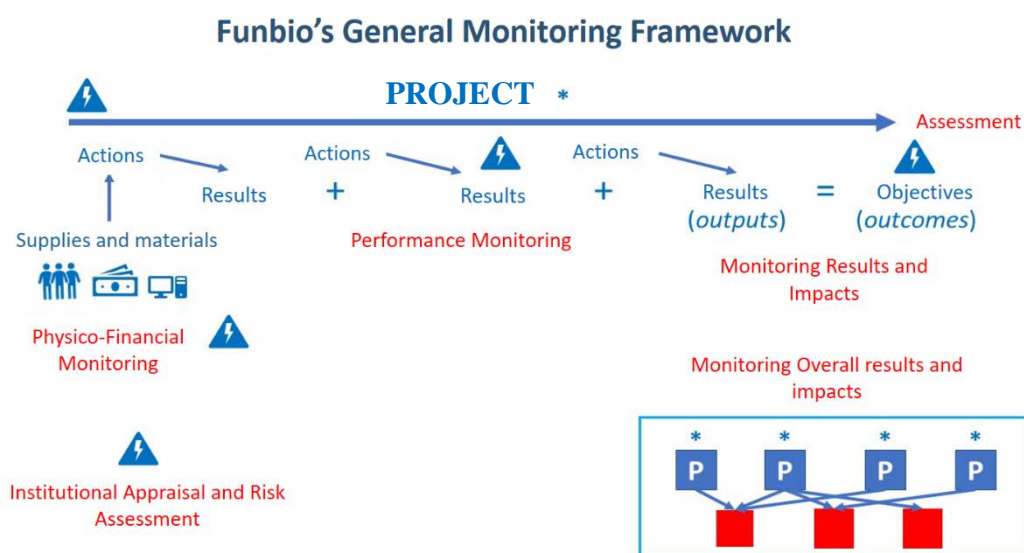 Funbio’s General Monitoring Framework
PROJECT *
Assessment
Actions
Actions
Actions
Results
+
Results
+
Results
(outputs)
=
Objectives
(outcomes)
Supplies and materials
Performance Monitoring
Monitoring Results and
Impacts
Physico-Financial
Monitoring
Monitoring Overall results and
impacts
* * * *
P P P P
Institutional Appraisal and Risk
Assessment